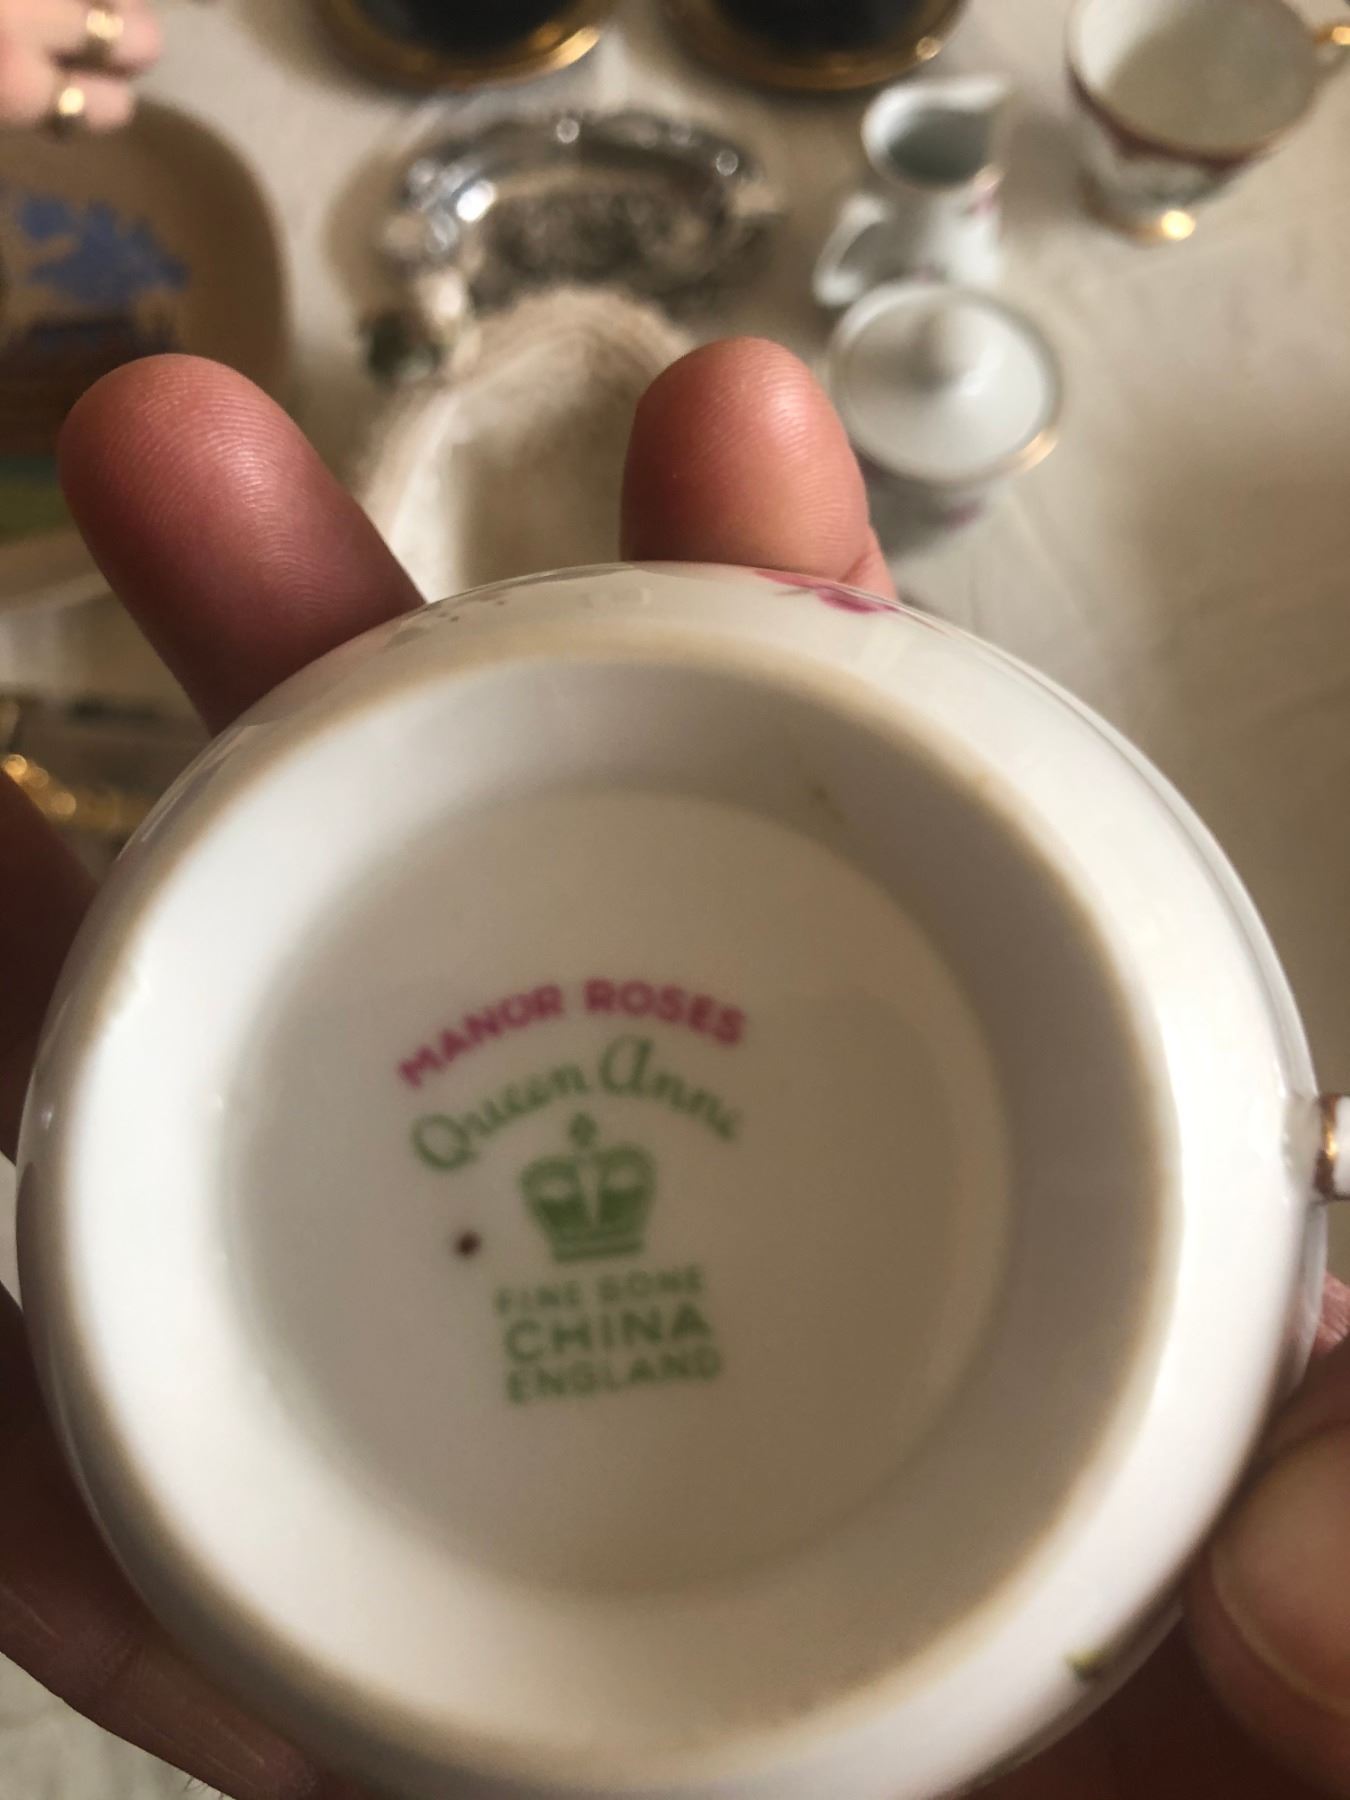 MANOR ROSES
Queen Anne
FINE BONE
CHINA
ENGLAND